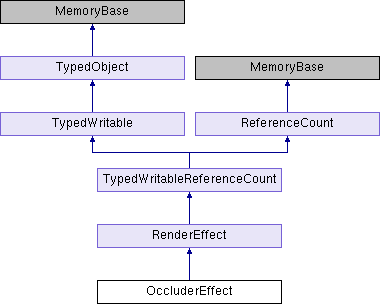 MemoryBase
TypedObject
MemoryBase
TypedWritable
ReferenceCount
TypedWritableReferenceCount
RenderEffect
OccluderEffect